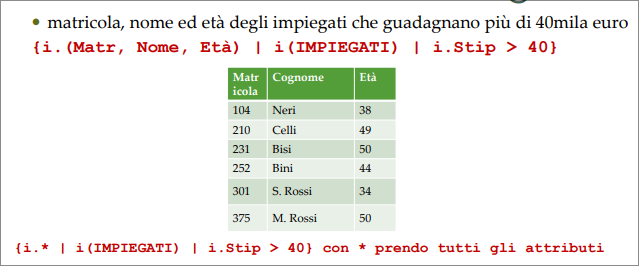 • matricola, nome ed età degli impiegati che guadagnano più di 40mila euro
{i.(Matr, Nome, Età) | i(IMPIEGATI) | i.Stip > 40}
Matr
icola Cognome Età
104 Neri 38
210 Celli 49
231 Bisi 50
252 Bini 44
301 S. Rossi 34
375 M. Rossi 50
{i.* | i(IMPIEGATI) | i.Stip > 40} con * prendo tutti gli attributi